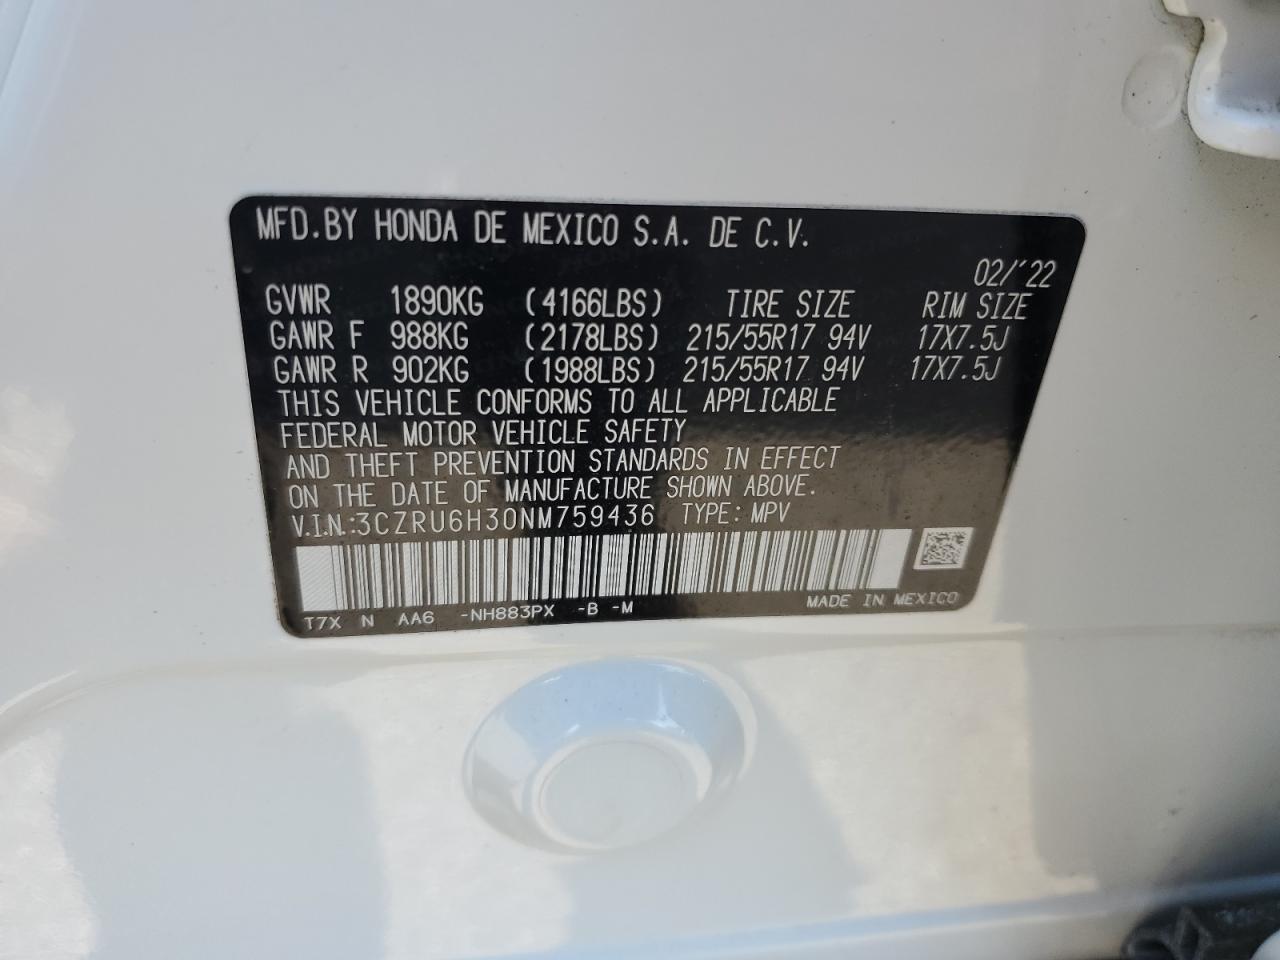 MFD.BY HONDA DE MEXICO S.A. DE C.V.
02/'22
GVWR 1890KG (4166LBS) TIRE SIZE RIM SIZE
GAWR F 988KG (2178LBS) 215/55R17 94V 17X7.5J
GAWR R 902KG (1988LBS) 215/55R17 94V 17X7.5J
THIS VEHICLE CONFORMS TO ALL APPLICABLE
FEDERAL MOTOR VEHICLE SAFETY
AND THEFT PREVENTION STANDARDS IN EFFECT
ON THE DATE OF MANUFACTURE SHOWN ABOVE.
V.I.N.:3CZRU6H30NM759436 TYPE: MPV
T7X N AA6 -NH883PX -B -M MADE IN MEXICO